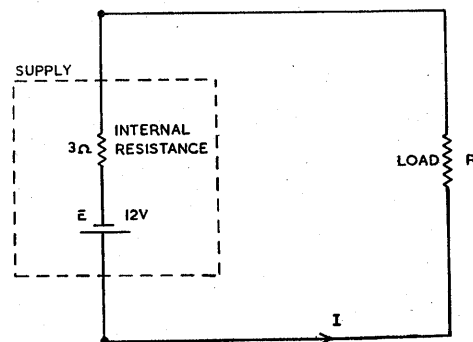 SUPPLY
INTERNAL
3Ω RESISTANCE
LOAD R
E 12V
I